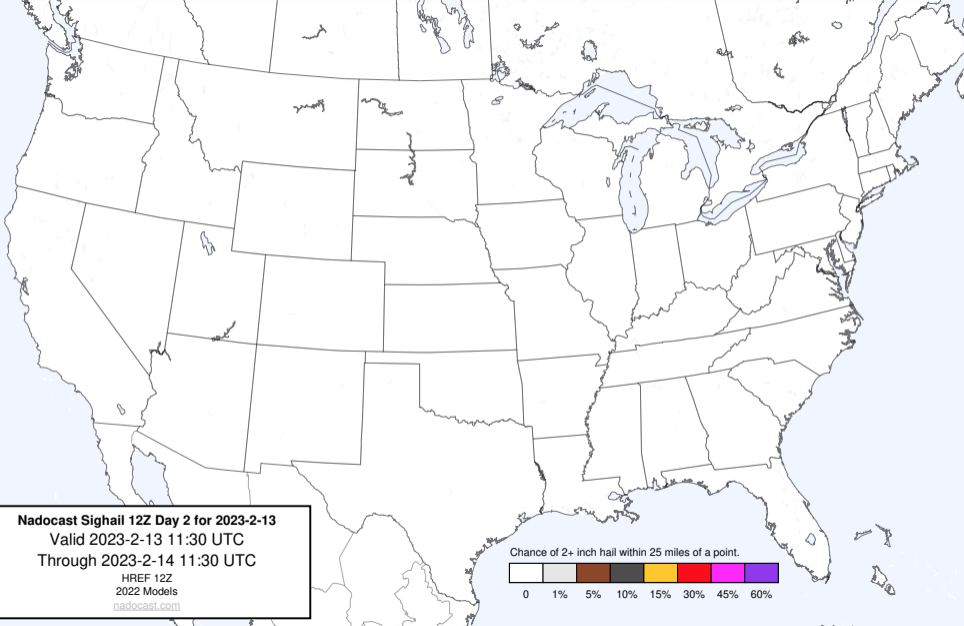 Nadocast Sighail 12Z Day 2 for 2023-2-13
Valid 2023-2-13 11:30 UTC
Through 2023-2-14 11:30 UTC
HREF 12Z
2022 Models
nadocast.com
Chance of 2+ inch hail within 25 miles of a point.
0 1% 5% 10% 15% 30% 45% 60%